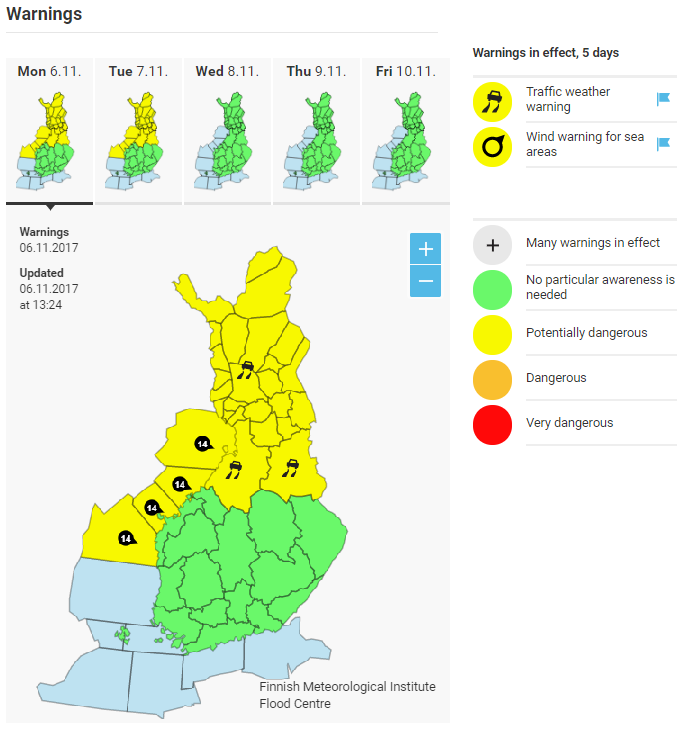 Warnings
Mon 6.11.
Tue 7.11.
Wed 8.11.
Thu 9.11.
Fri 10.11.
Warnings
06.11.2017
Updated
06.11.2017
at 13:24
+
−
14
14
14
14
Finnish Meteorological Institute
Flood Centre
Warnings in effect, 5 days
Traffic weather
warning
Wind warning for sea
areas
+
Many warnings in effect
No particular awareness is
needed
Potentially dangerous
Dangerous
Very dangerous